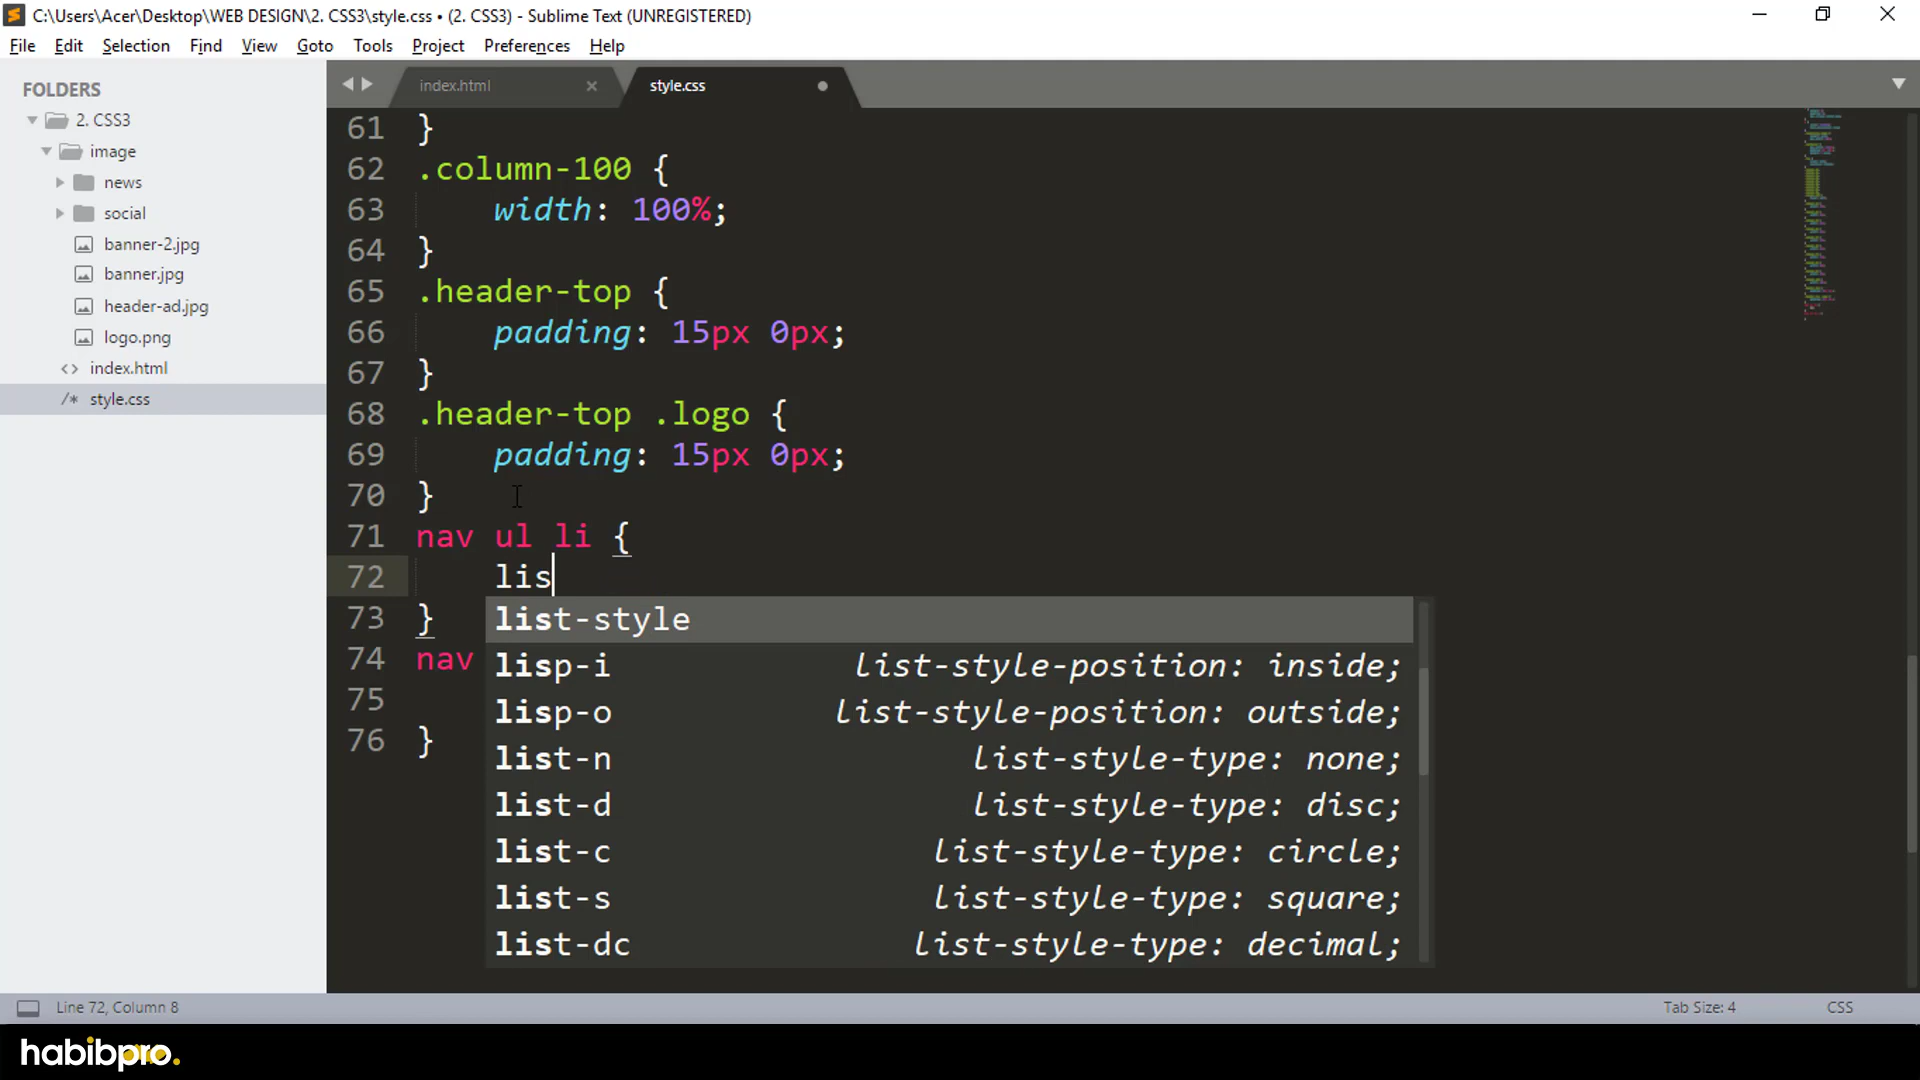 C:\Users\Acer\Desktop\WEB DESIGN\2. CSS3\style.css • (2. CSS3) - Sublime Text (UNREGISTERED)
File Edit Selection Find View Goto Tools Project Preferences Help
FOLDERS
2. CSS3
image
news
social
banner-2.jpg
banner.jpg
header-ad.jpg
logo.png
<> index.html
/* style.css
index.html ×
style.css
61 }
62 .column-100 {
63 width: 100%;
64 }
65 .header-top {
66 padding: 15px 0px;
67 }
68 .header-top .logo {
69 padding: 15px 0px;
70 }
71 nav ul li {
72 lis
73 }
74 nav
75
76 }
list-style
lisp-i list-style-position: inside;
lisp-o list-style-position: outside;
list-n list-style-type: none;
list-d list-style-type: disc;
list-c list-style-type: circle;
list-s list-style-type: square;
list-dc list-style-type: decimal;
Line 72, Column 8
Tab Size: 4
CSS
habibpro.